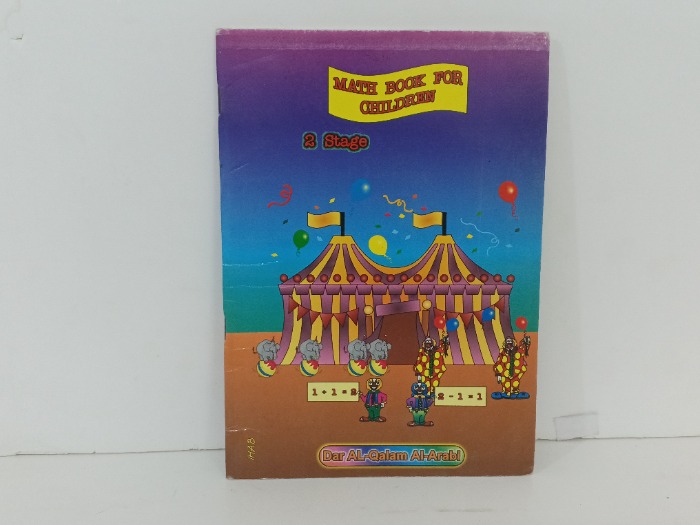 MATH BOOK FOR
CHILDREN
2 Stage
1 + 1 = 2
2 - 1 = 1
Dar AL-Qalam Al-Arabi